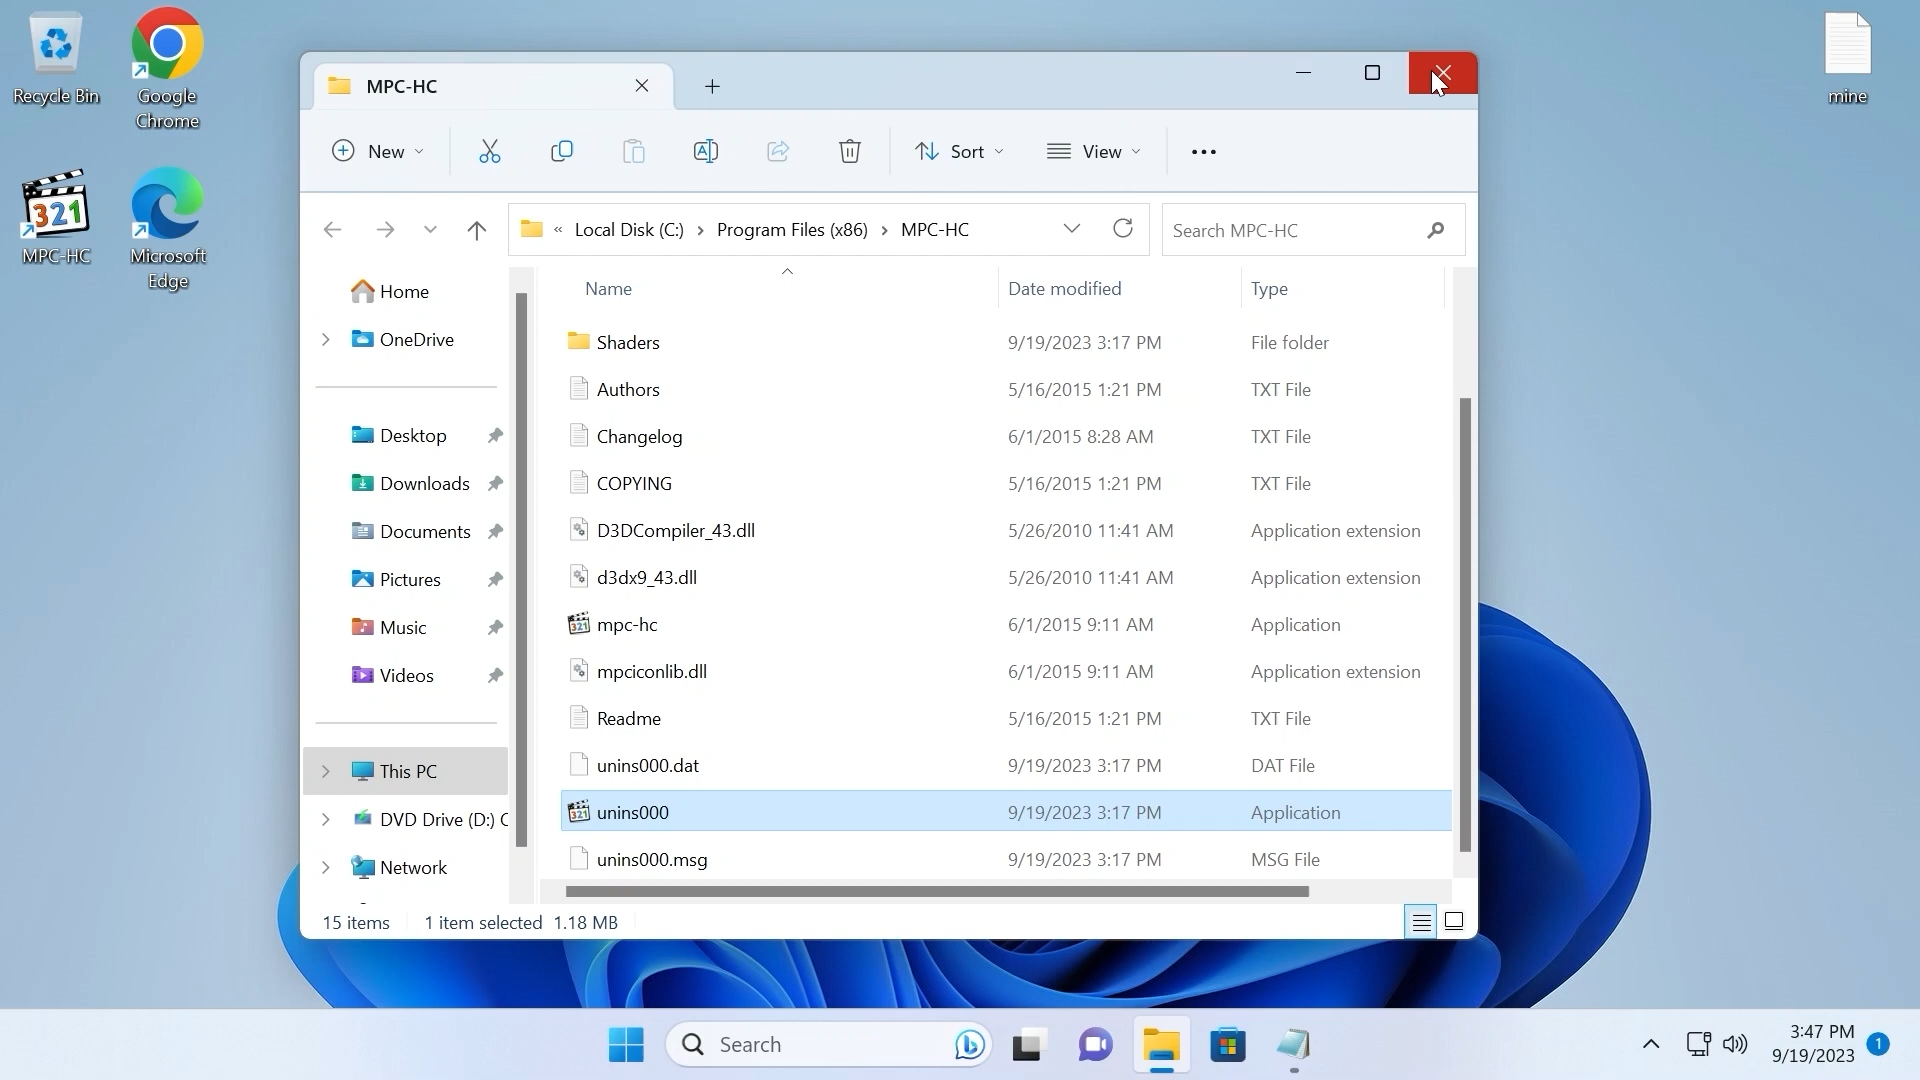 Recycle Bin
Google
Chrome
MPC-HC
Microsoft
Edge
mine
MPC-HC
New
Sort
View
« Local Disk (C:) > Program Files (x86) > MPC-HC
Search MPC-HC
Home
OneDrive
Desktop
Downloads
Documents
Pictures
Music
Videos
This PC
DVD Drive (D:) C
Network
Name Date modified Type
Shaders 9/19/2023 3:17 PM File folder
Authors 5/16/2015 1:21 PM TXT File
Changelog 6/1/2015 8:28 AM TXT File
COPYING 5/16/2015 1:21 PM TXT File
D3DCompiler_43.dll 5/26/2010 11:41 AM Application extension
d3dx9_43.dll 5/26/2010 11:41 AM Application extension
mpc-hc 6/1/2015 9:11 AM Application
mpciconlib.dll 6/1/2015 9:11 AM Application extension
Readme 5/16/2015 1:21 PM TXT File
unins000.dat 9/19/2023 3:17 PM DAT File
unins000 9/19/2023 3:17 PM Application
unins000.msg 9/19/2023 3:17 PM MSG File
15 items 1 item selected 1.18 MB
Search
3:47 PM
9/19/2023
1